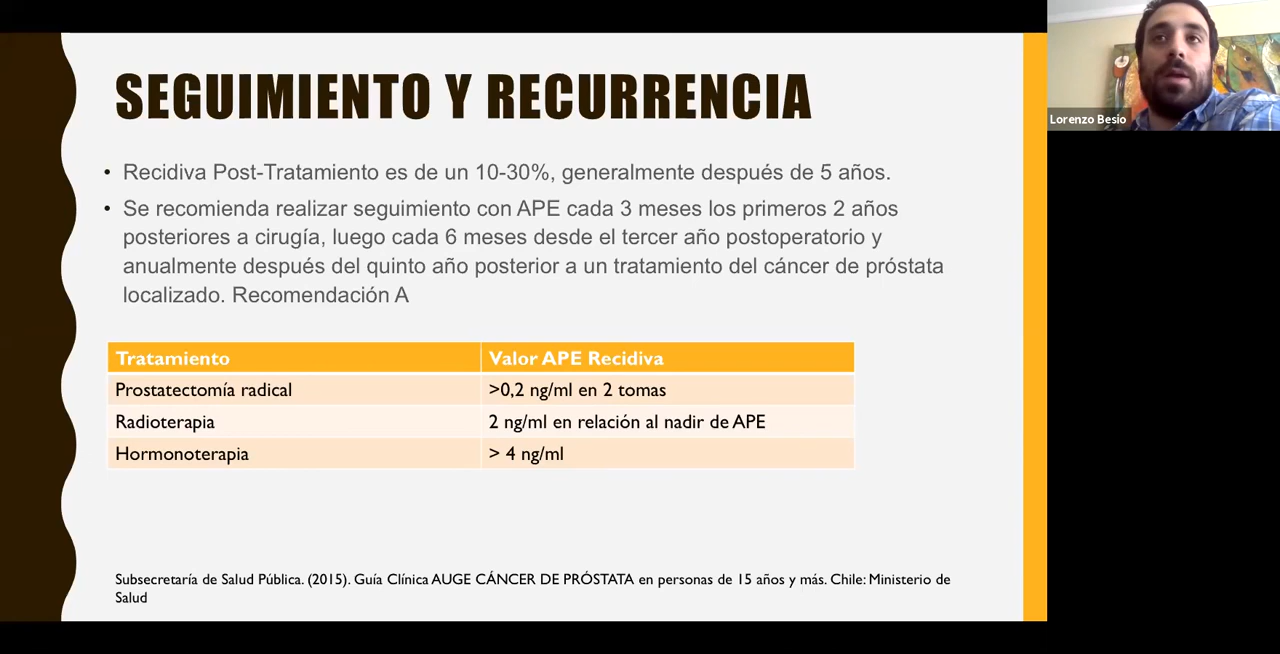 SEGUIMIENTO Y RECURRENCIA
• Recidiva Post-Tratamiento es de un 10-30%, generalmente después de 5 años.
• Se recomienda realizar seguimiento con APE cada 3 meses los primeros 2 años
posteriores a cirugía, luego cada 6 meses desde el tercer año postoperatorio y
anualmente después del quinto año posterior a un tratamiento del cáncer de próstata
localizado. Recomendación A
Tratamiento Valor APE Recidiva
Prostatectomía radical >0,2 ng/ml en 2 tomas
Radioterapia 2 ng/ml en relación al nadir de APE
Hormonoterapia > 4 ng/ml
Subsecretaría de Salud Pública. (2015). Guía Clínica AUGE CÁNCER DE PRÓSTATA en personas de 15 años y más. Chile: Ministerio de
Salud
Lorenzo Besio